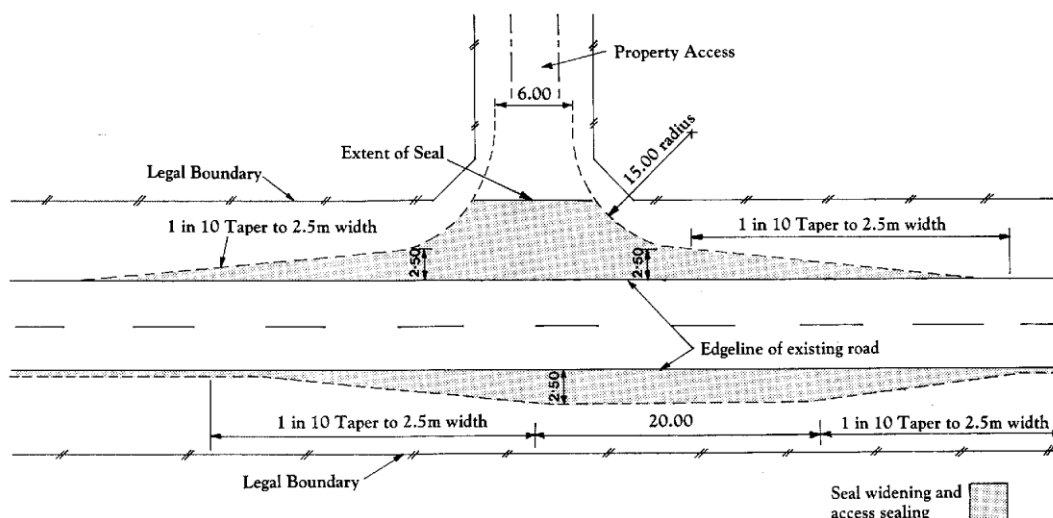 Property Access
6.00
15.00 radius
Extent of Seal
Legal Boundary
1 in 10 Taper to 2.5m width
1 in 10 Taper to 2.5m width
2·50
2·50
Edgeline of existing road
2·50
1 in 10 Taper to 2.5m width
20.00
1 in 10 Taper to 2.5m width
Legal Boundary
Seal widening and
access sealing